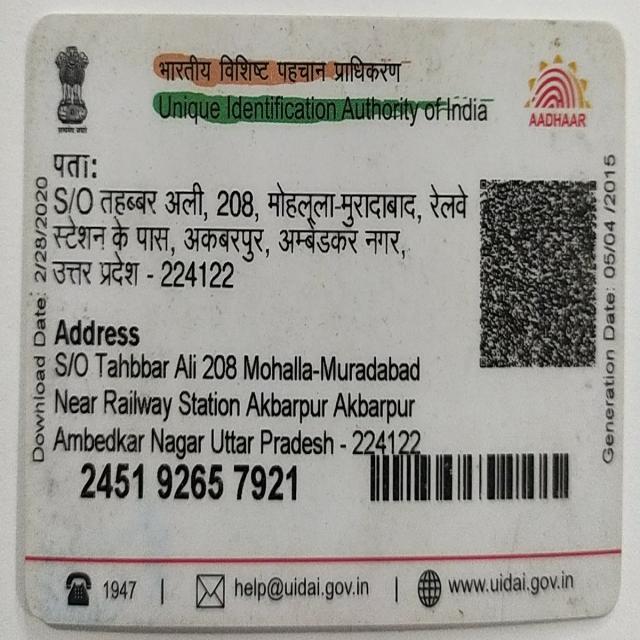 भारतीय विशिष्ट पहचान प्राधिकरण
Unique Identification Authority of India
AADHAAR
पता:
S/O तहब्बर अली, 208, मोहल्ला-मुरादाबाद, रेलवे
स्टेशन के पास, अकबरपुर, अम्बेडकर नगर,
उत्तर प्रदेश - 224122
Address
S/O Tahbbar Ali 208 Mohalla-Muradabad
Near Railway Station Akbarpur Akbarpur
Ambedkar Nagar Uttar Pradesh - 224122
2451 9265 7921
Download Date: 2/28/2020
Generation Date: 05/04 /2015
1947 | help@uidai.gov.in | www.uidai.gov.in